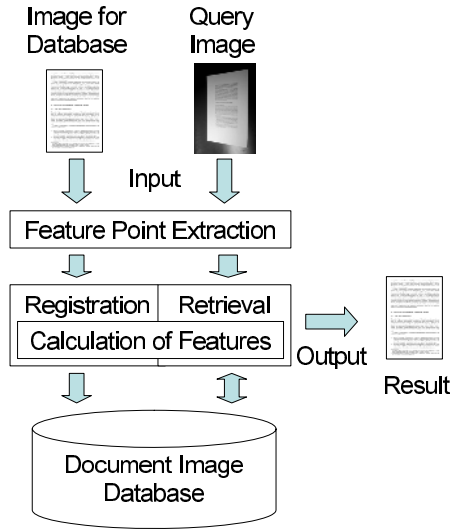 Image for
Database
Query
Image
Input
Feature Point Extraction
Registration
Retrieval
Calculation of Features
Output
Result
Document Image
Database